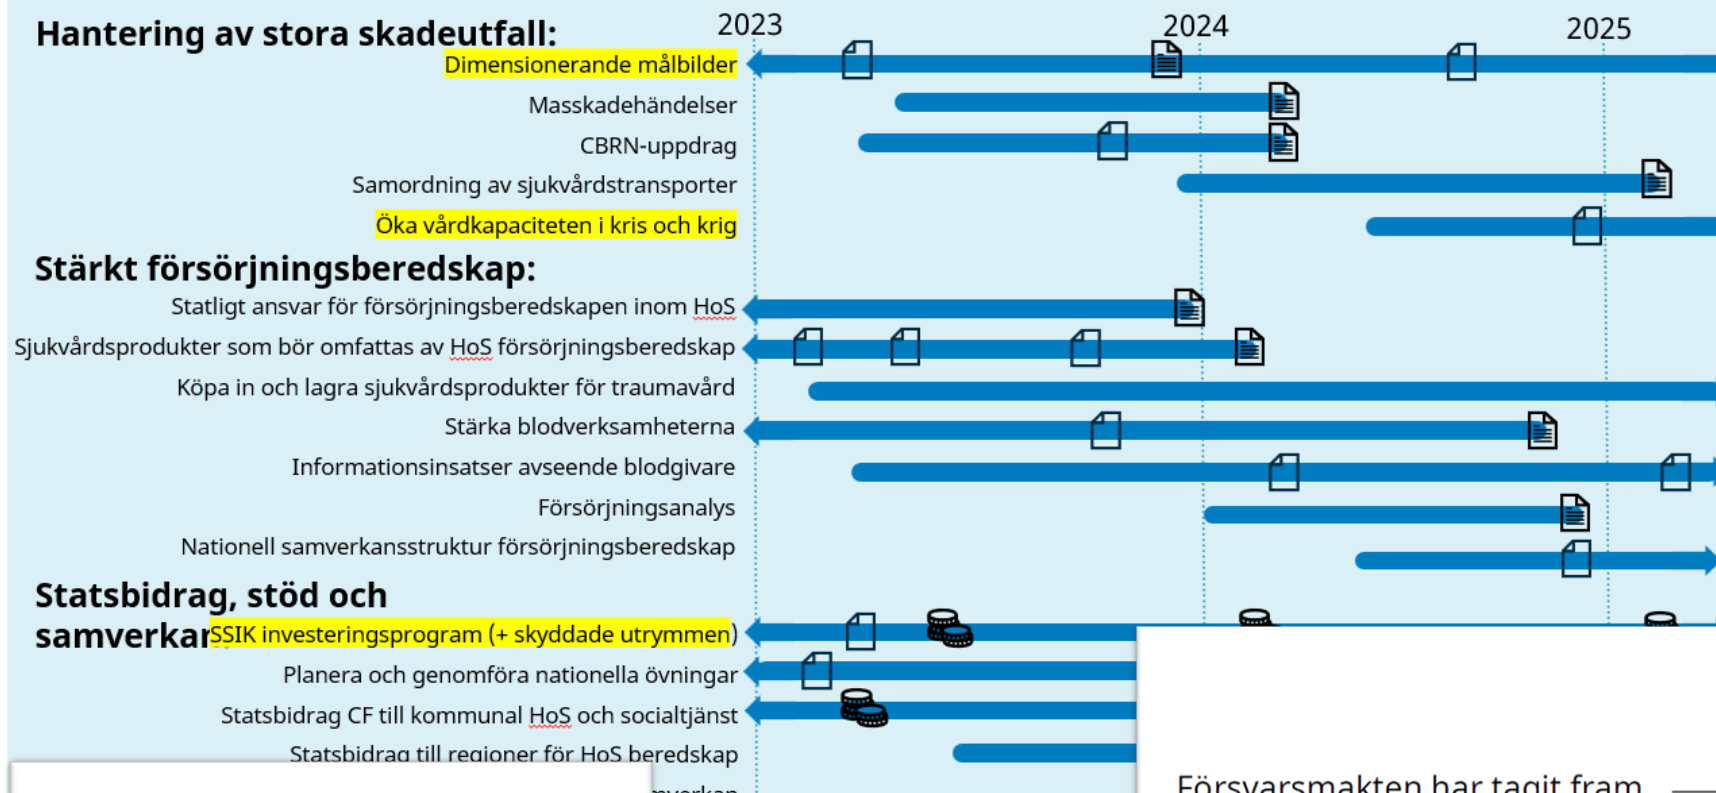 2023
2024
2025
Hantering av stora skadeutfall:
Dimensionerande målbilder
Masskadehändelser
CBRN-uppdrag
Samordning av sjukvårdstransporter
Öka vårdkapaciteten i kris och krig
Stärkt försörjningsberedskap:
Statligt ansvar för försörjningsberedskapen inom HoS
Sjukvårdsprodukter som bör omfattas av HoS försörjningsberedskap
Köpa in och lagra sjukvårdsprodukter för traumavård
Stärka blodverksamheterna
Informationsinsatser avseende blodgivare
Försörjningsanalys
Nationell samverkansstruktur försörjningsberedskap
Statsbidrag, stöd och
SSIK investeringsprogram (+ skyddade utrymmen)
Planera och genomföra nationella övningar
Statsbidrag CF till kommunal HoS och socialtjänst
Statsbidrag till regioner för HoS beredskap
Försvarsmakten har tagit fram